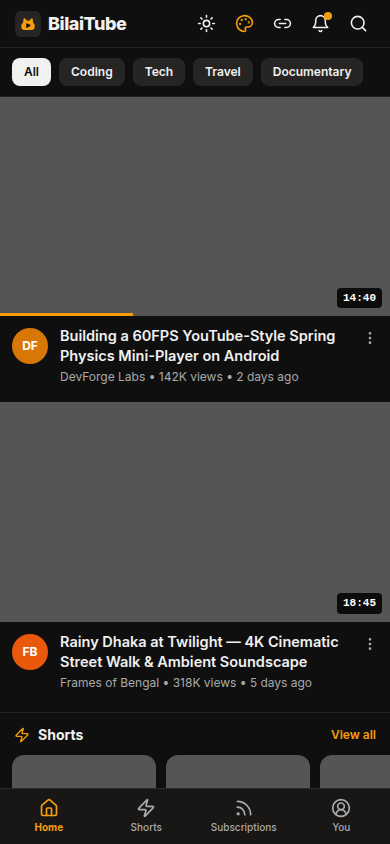 BilaiTube
All
Coding
Tech
Travel
Documentary
14:40
DF
Building a 60FPS YouTube-Style Spring
Physics Mini-Player on Android
DevForge Labs • 142K views • 2 days ago
18:45
FB
Rainy Dhaka at Twilight — 4K Cinematic
Street Walk & Ambient Soundscape
Frames of Bengal • 318K views • 5 days ago
Shorts
View all
Home
Shorts
Subscriptions
You